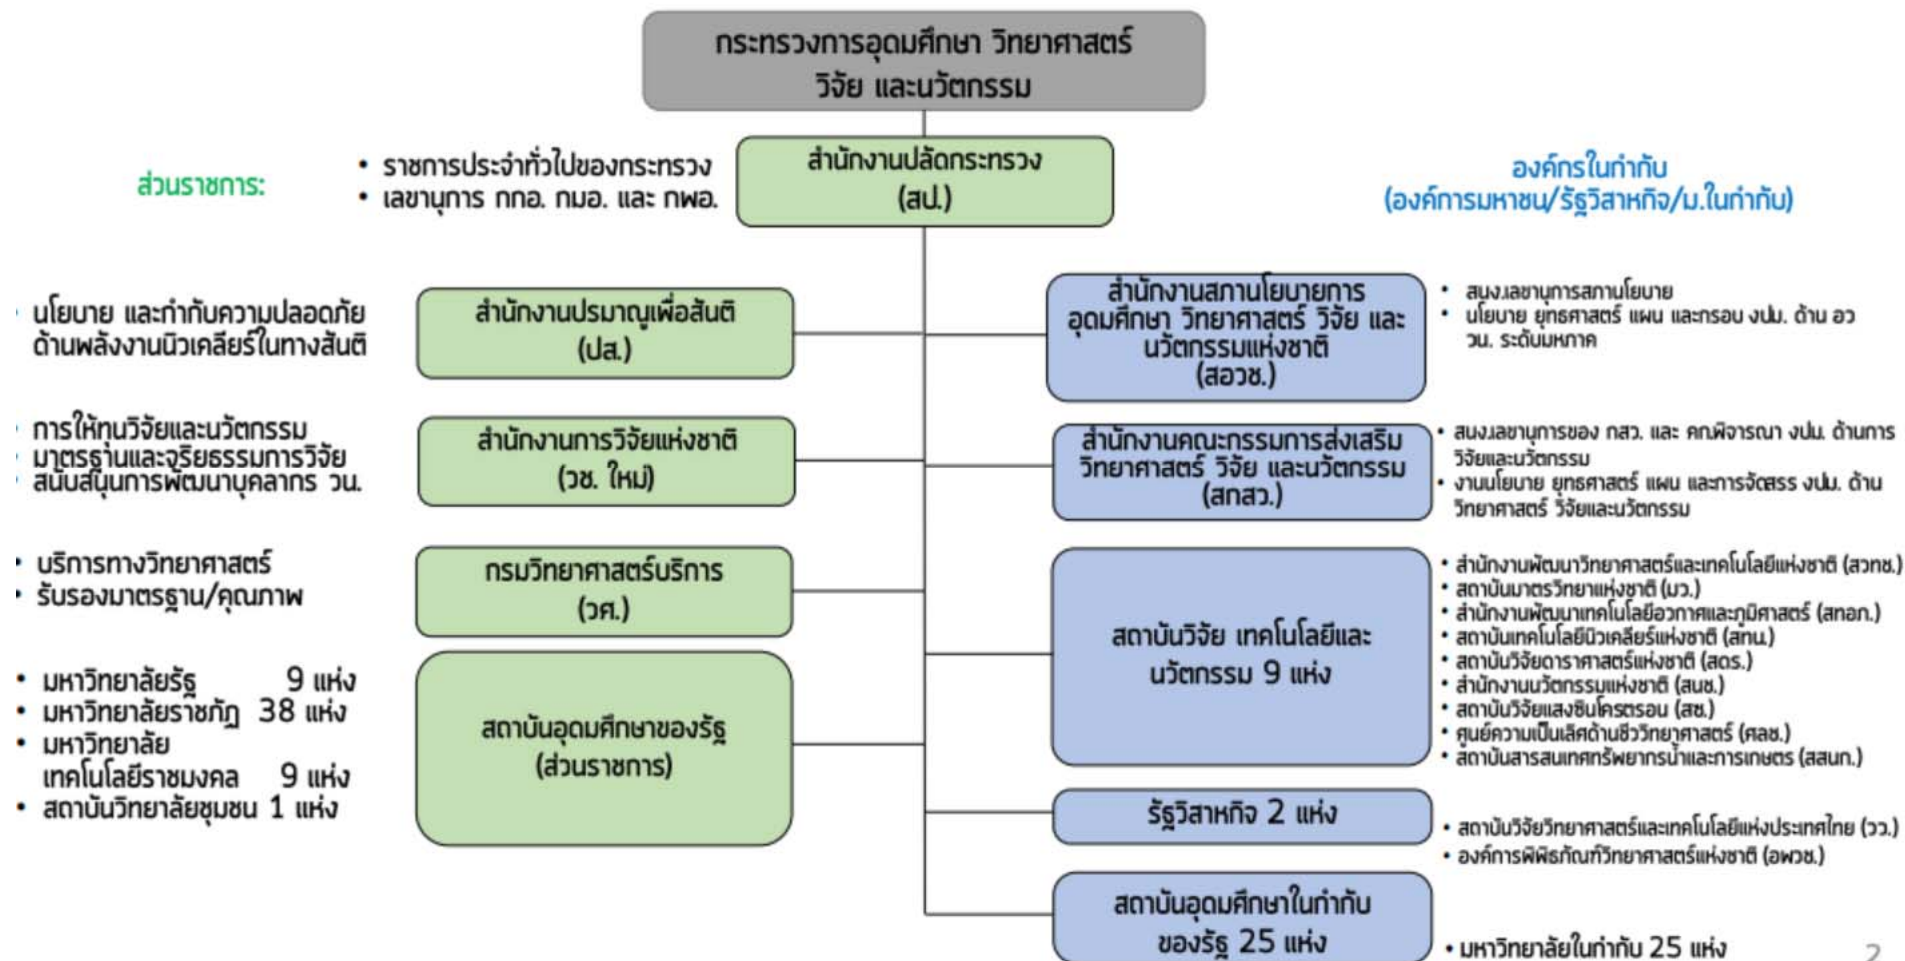 กระทรวงการอุดมศึกษา วิทยาศาสตร์
วิจัย และนวัตกรรม
ส่วนราชการ:
• ราชการประจำทั่วไปของกระทรวง
• เลขานุการ กกอ. กมอ. และ กพอ.
สำนักงานปลัดกระทรวง
(สป.)
องค์กรในกำกับ
(องค์การมหาชน/รัฐวิสาหกิจ/ม.ในกำกับ)
• นโยบาย และกำกับความปลอดภัย
ด้านพลังงานนิวเคลียร์ในทางสันติ
สำนักงานปรมาณูเพื่อสันติ
(ปส.)
สำนักงานสภานโยบายการ
อุดมศึกษา วิทยาศาสตร์ วิจัย และ
นวัตกรรมแห่งชาติ
(สอวช.)
• สนง.เลขานุการสภานโยบาย
• นโยบาย ยุทธศาสตร์ แผน และกรอบ งปม. ด้าน อว
วน. ระดับมหภาค
• การให้ทุนวิจัยและนวัตกรรม
• มาตรฐานและจริยธรรมการวิจัย
• สนับสนุนการพัฒนาบุคลากร วน.
สำนักงานการวิจัยแห่งชาติ
(วช. ใหม่)
สำนักงานคณะกรรมการส่งเสริม
วิทยาศาสตร์ วิจัย และนวัตกรรม
(สกสว.)
• สนง.เลขานุการของ กสว. และ คก.พิจารณา งปม. ด้านการ
วิจัยและนวัตกรรม
• งานนโยบาย ยุทธศาสตร์ แผน และการจัดสรร งปม. ด้าน
วิทยาศาสตร์ วิจัยและนวัตกรรม
• บริการทางวิทยาศาสตร์
• รับรองมาตรฐาน/คุณภาพ
กรมวิทยาศาสตร์บริการ
(วศ.)
สถาบันวิจัย เทคโนโลยีและ
นวัตกรรม 9 แห่ง
• สำนักงานพัฒนาวิทยาศาสตร์และเทคโนโลยีแห่งชาติ (สวทช.)
• สถาบันมาตรวิทยาแห่งชาติ (มว.)
• สำนักงานพัฒนาเทคโนโลยีอวกาศและภูมิศาสตร์ (สทอภ.)
• สถาบันเทคโนโลยีนิวเคลียร์แห่งชาติ (สทน.)
• สถาบันวิจัยดาราศาสตร์แห่งชาติ (สดร.)
• สำนักงานนวัตกรรมแห่งชาติ (สนช.)
• สถาบันวิจัยแสงซินโครตรอน (สซ.)
• ศูนย์ความเป็นเลิศด้านชีววิทยาศาสตร์ (ศลช.)
• สถาบันสารสนเทศทรัพยากรน้ำและการเกษตร (สสนก.)
• มหาวิทยาลัยรัฐ 9 แห่ง
• มหาวิทยาลัยราชภัฏ 38 แห่ง
• มหาวิทยาลัย
เทคโนโลยีราชมงคล 9 แห่ง
• สถาบันวิทยาลัยชุมชน 1 แห่ง
สถาบันอุดมศึกษาของรัฐ
(ส่วนราชการ)
รัฐวิสาหกิจ 2 แห่ง
• สถาบันวิจัยวิทยาศาสตร์และเทคโนโลยีแห่งประเทศไทย (วว.)
• องค์การพิพิธภัณฑ์วิทยาศาสตร์แห่งชาติ (อพวช.)
สถาบันอุดมศึกษาในกำกับ
ของรัฐ 25 แห่ง
• มหาวิทยาลัยในกำกับ 25 แห่ง
2